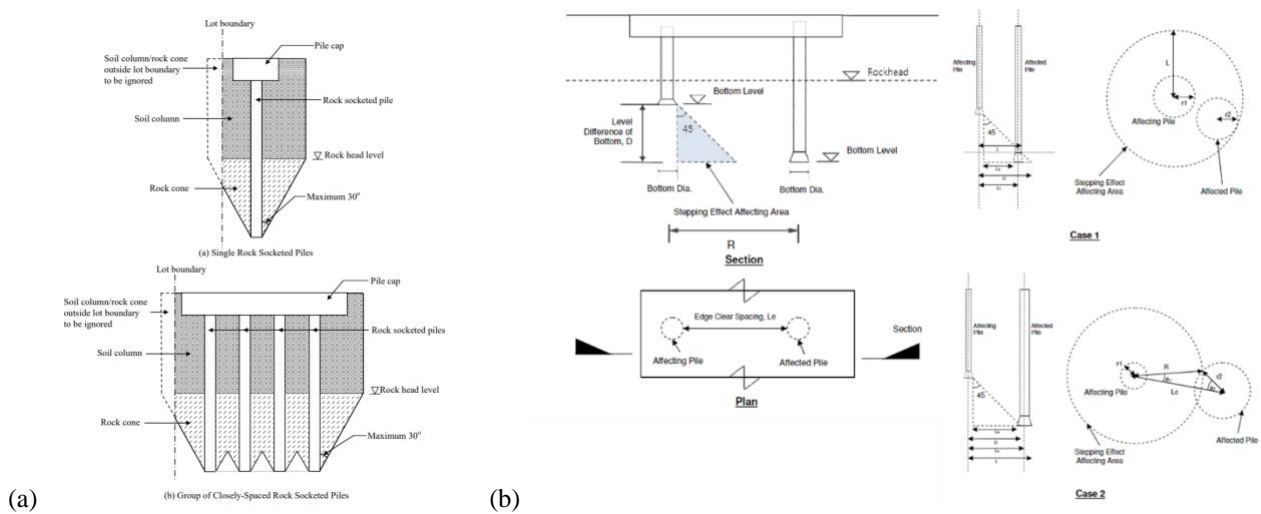 Lot boundary
Pile cap
Soil column/rock cone
outside lot boundary
to be ignored
Rock socketed pile
Soil column
Rock head level
Rock cone
Maximum 30°
(a) Single Rock Socketed Piles
Lot boundary
Pile cap
Soil column/rock cone
outside lot boundary
to be ignored
Rock socketed piles
Soil column
Rock head level
Rock cone
Maximum 30°
(b) Group of Closely-Spaced Rock Socketed Piles
(a)
Rockhead
Bottom Level
Level
Difference of
Bottom, D
45
Bottom Level
Bottom Dia.
Bottom Dia.
Stepping Effect Affecting Area
R
Section
Edge Clear Spacing, Le
Section
Affecting Pile
Affected Pile
Plan
(b)
Affecting
Pile
Affected
Pile
45
L
r1
r2
Affecting Pile
Stepping Effect
Affecting Area
Affected Pile
Case 1
Affecting
Pile
Affected
Pile
45
R
r1
r2
Lc
Affecting Pile
Affected Pile
Stepping Effect
Affecting Area
Case 2